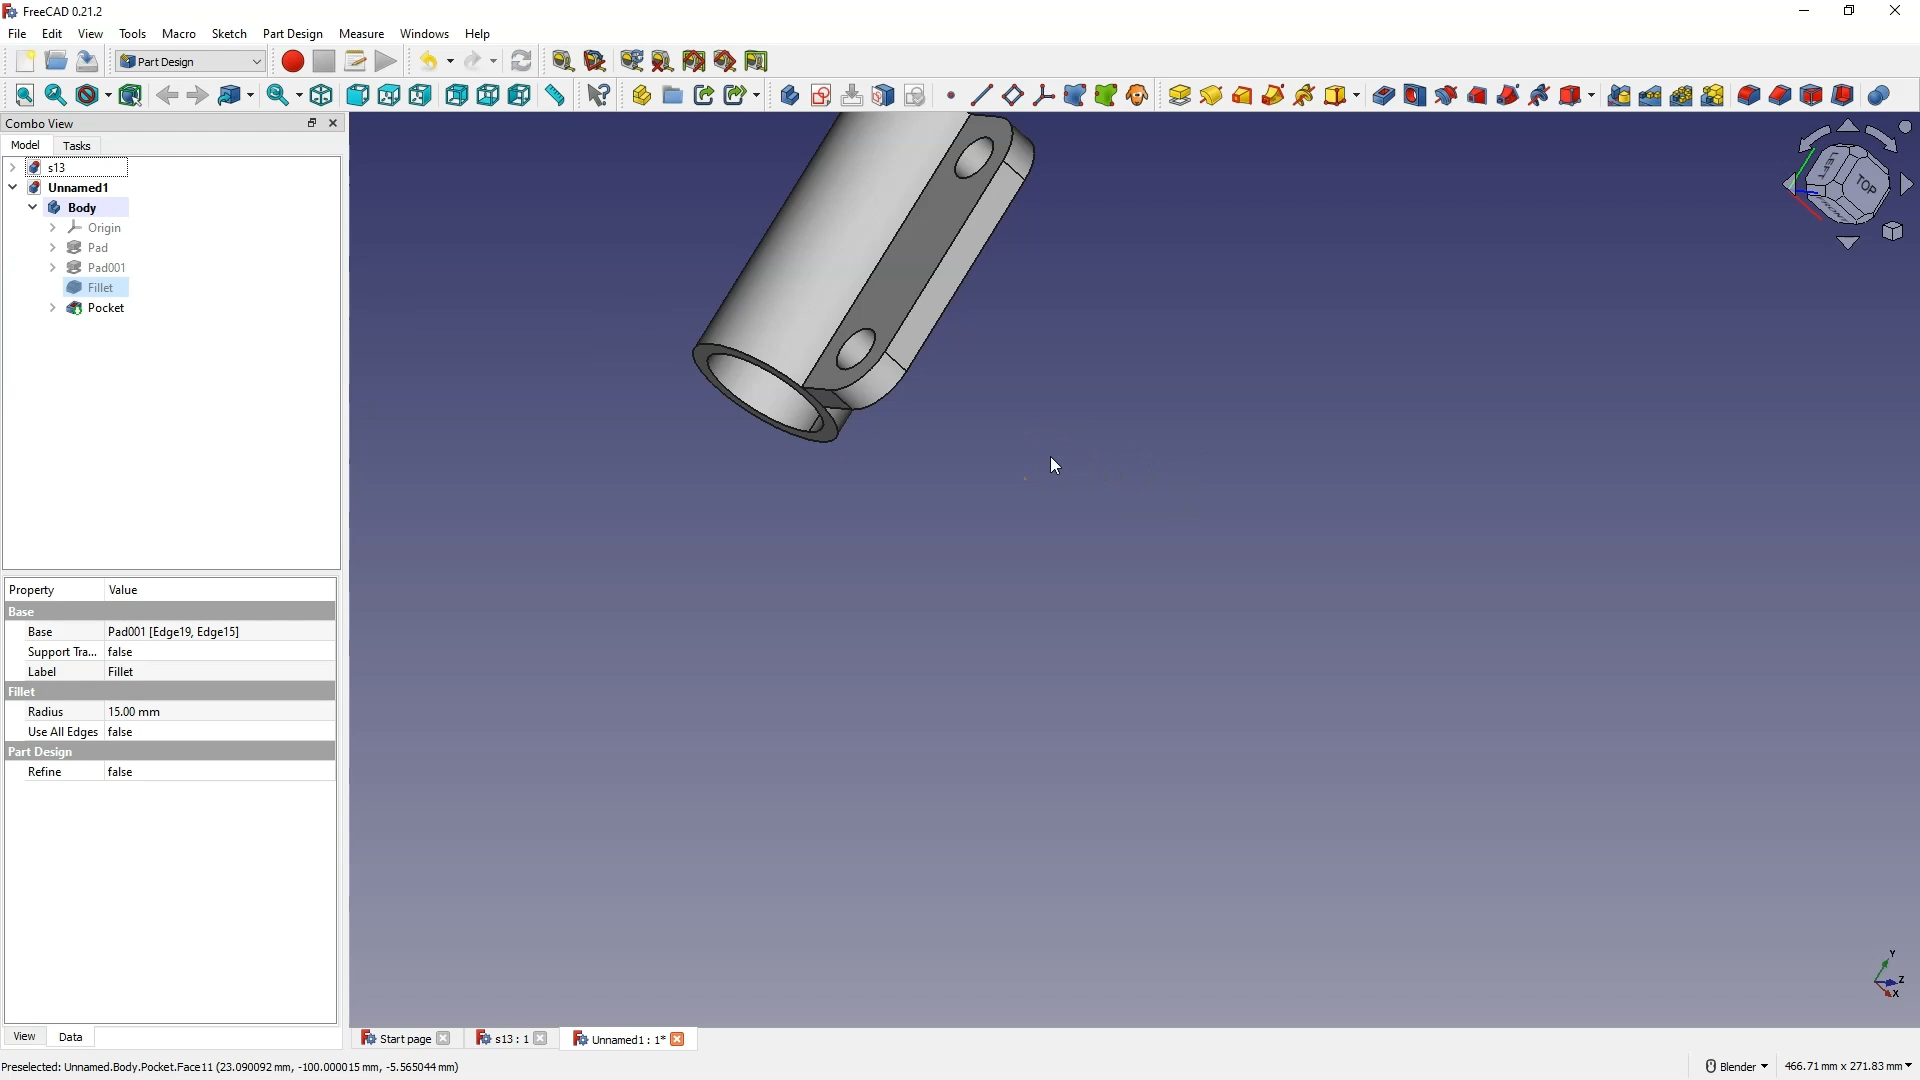 FreeCAD 0.21.2
File Edit View Tools Macro Sketch Part Design Measure Windows Help
Part Design
Combo View
Model Tasks
s13
Unnamed1
Body
Origin
Pad
Pad001
Fillet
Pocket
LEFT
TOP
FRONT
Property Value
Base
Base Pad001 [Edge19, Edge15]
Support Tra... false
Label Fillet
Fillet
Radius 15.00 mm
Use All Edges false
Part Design
Refine false
Y
Z
X
View Data
Start page s13 : 1 Unnamed1 : 1*
Preselected: Unnamed.Body.Pocket.Face11 (23.090092 mm, -100.000015 mm, -5.565044 mm)
Blender 466.71 mm x 271.83 mm